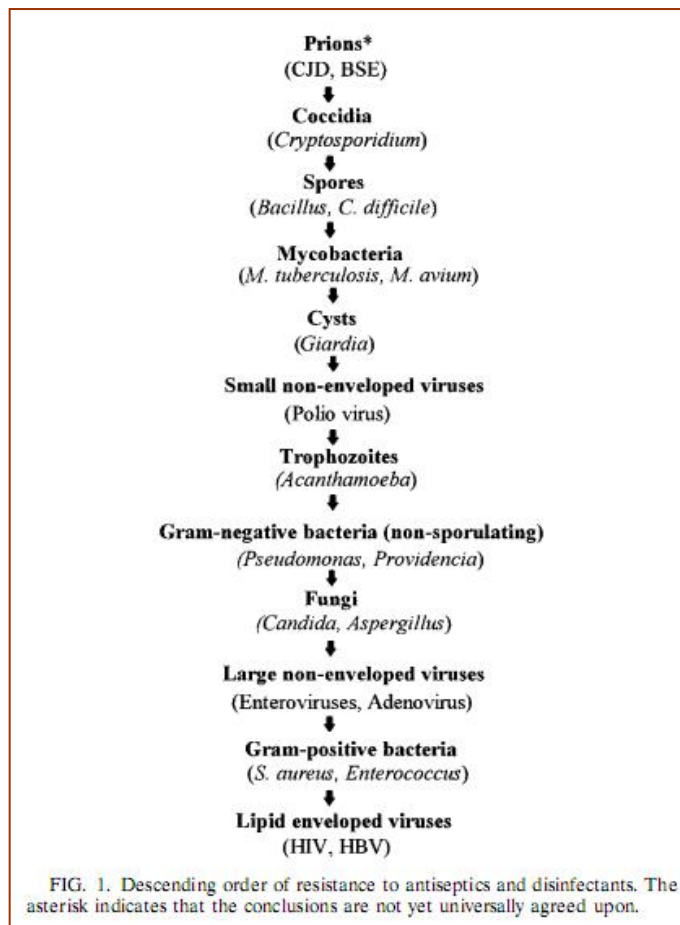 Prions*
(CJD, BSE)
Coccidia
(Cryptosporidium)
Spores
(Bacillus, C. difficile)
Mycobacteria
(M. tuberculosis, M. avium)
Cysts
(Giardia)
Small non-enveloped viruses
(Polio virus)
Trophozoites
(Acanthamoeba)
Gram-negative bacteria (non-sporulating)
(Pseudomonas, Providencia)
Fungi
(Candida, Aspergillus)
Large non-enveloped viruses
(Enteroviruses, Adenovirus)
Gram-positive bacteria
(S. aureus, Enterococcus)
Lipid enveloped viruses
(HIV, HBV)
FIG. 1. Descending order of resistance to antiseptics and disinfectants. The
asterisk indicates that the conclusions are not yet universally agreed upon.